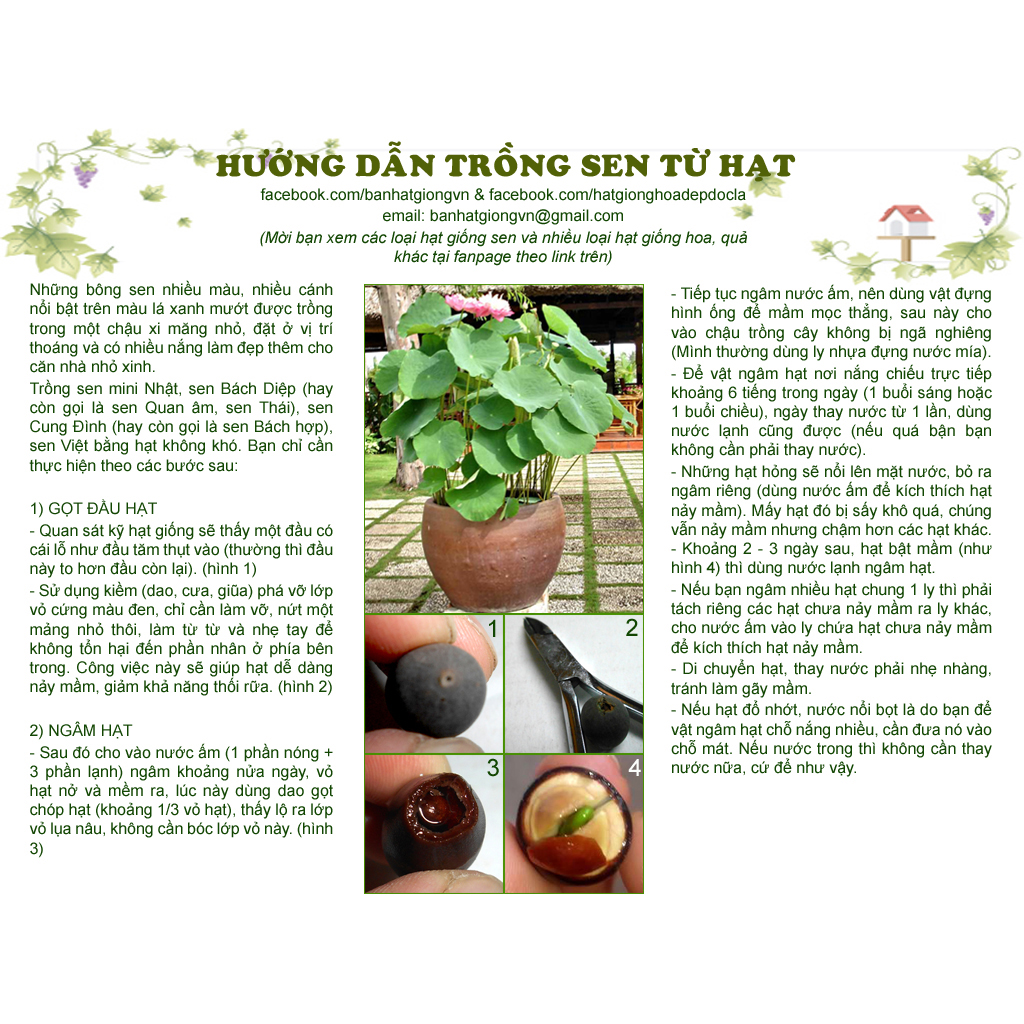 HƯỚNG DẪN TRỒNG SEN TỪ HẠT
facebook.com/banhatgiongvn & facebook.com/hatgionghoadepdocla
email: banhatgiongvn@gmail.com
(Mời bạn xem các loại hạt giống sen và nhiều loại hạt giống hoa, quả
khác tại fanpage theo link trên)
Những bông sen nhiều màu, nhiều cánh
nổi bật trên màu lá xanh mướt được trồng
trong một chậu xi măng nhỏ, đặt ở vị trí
thoáng và có nhiều nắng làm đẹp thêm cho
căn nhà nhỏ xinh.
Trồng sen mini Nhật, sen Bách Diệp (hay
còn gọi là sen Quan âm, sen Thái), sen
Cung Đình (hay còn gọi là sen Bách hợp),
sen Việt bằng hạt không khó. Bạn chỉ cần
thực hiện theo các bước sau:
1) GỌT ĐẦU HẠT
- Quan sát kỹ hạt giống sẽ thấy một đầu có
cái lỗ như đầu tăm thụt vào (thường thì đầu
này to hơn đầu còn lại). (hình 1)
- Sử dụng kiềm (dao, cưa, giũa) phá vỡ lớp
vỏ cứng màu đen, chỉ cần làm vỡ, nứt một
mảng nhỏ thôi, làm từ từ và nhẹ tay để
không tổn hại đến phần nhân ở phía bên
trong. Công việc này sẽ giúp hạt dễ dàng
nảy mầm, giảm khả năng thối rữa. (hình 2)
2) NGÂM HẠT
- Sau đó cho vào nước ấm (1 phần nóng +
3 phần lạnh) ngâm khoảng nửa ngày, vỏ
hạt nở và mềm ra, lúc này dùng dao gọt
chóp hạt (khoảng 1/3 vỏ hạt), thấy lộ ra lớp
vỏ lụa nâu, không cần bóc lớp vỏ này. (hình
3)
1
2
3
4
- Tiếp tục ngâm nước ấm, nên dùng vật đựng
hình ống để mầm mọc thẳng, sau này cho
vào chậu trồng cây không bị ngã nghiêng
(Mình thường dùng ly nhựa đựng nước mía).
- Để vật ngâm hạt nơi nắng chiếu trực tiếp
khoảng 6 tiếng trong ngày (1 buổi sáng hoặc
1 buổi chiều), ngày thay nước từ 1 lần, dùng
nước lạnh cũng được (nếu quá bận bạn
không cần phải thay nước).
- Những hạt hỏng sẽ nổi lên mặt nước, bỏ ra
ngâm riêng (dùng nước ấm để kích thích hạt
nảy mầm). Mấy hạt đó bị sấy khô quá, chúng
vẫn nảy mầm nhưng chậm hơn các hạt khác.
- Khoảng 2 - 3 ngày sau, hạt bật mầm (như
hình 4) thì dùng nước lạnh ngâm hạt.
- Nếu bạn ngâm nhiều hạt chung 1 ly thì phải
tách riêng các hạt chưa nảy mầm ra ly khác,
cho nước ấm vào ly chứa hạt chưa nảy mầm
để kích thích hạt nảy mầm.
- Di chuyển hạt, thay nước phải nhẹ nhàng,
tránh làm gãy mầm.
- Nếu hạt đổ nhớt, nước nổi bọt là do bạn để
vật ngâm hạt chỗ nắng nhiều, cần đưa nó vào
chỗ mát. Nếu nước trong thì không cần thay
nước nữa, cứ để như vậy.